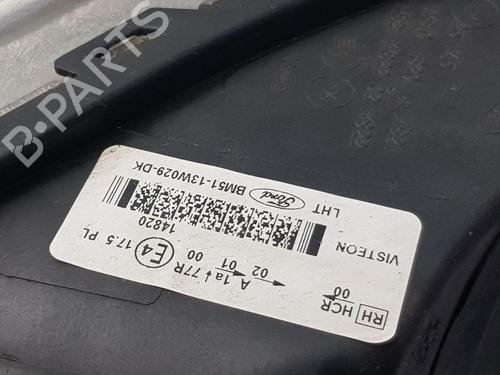 B-PARTS
VISTEON
LHT
Ford BM51-13W029-DK
14820
E4 17.5 PL
A 1a 77R
02 01 00
RH HCR
00